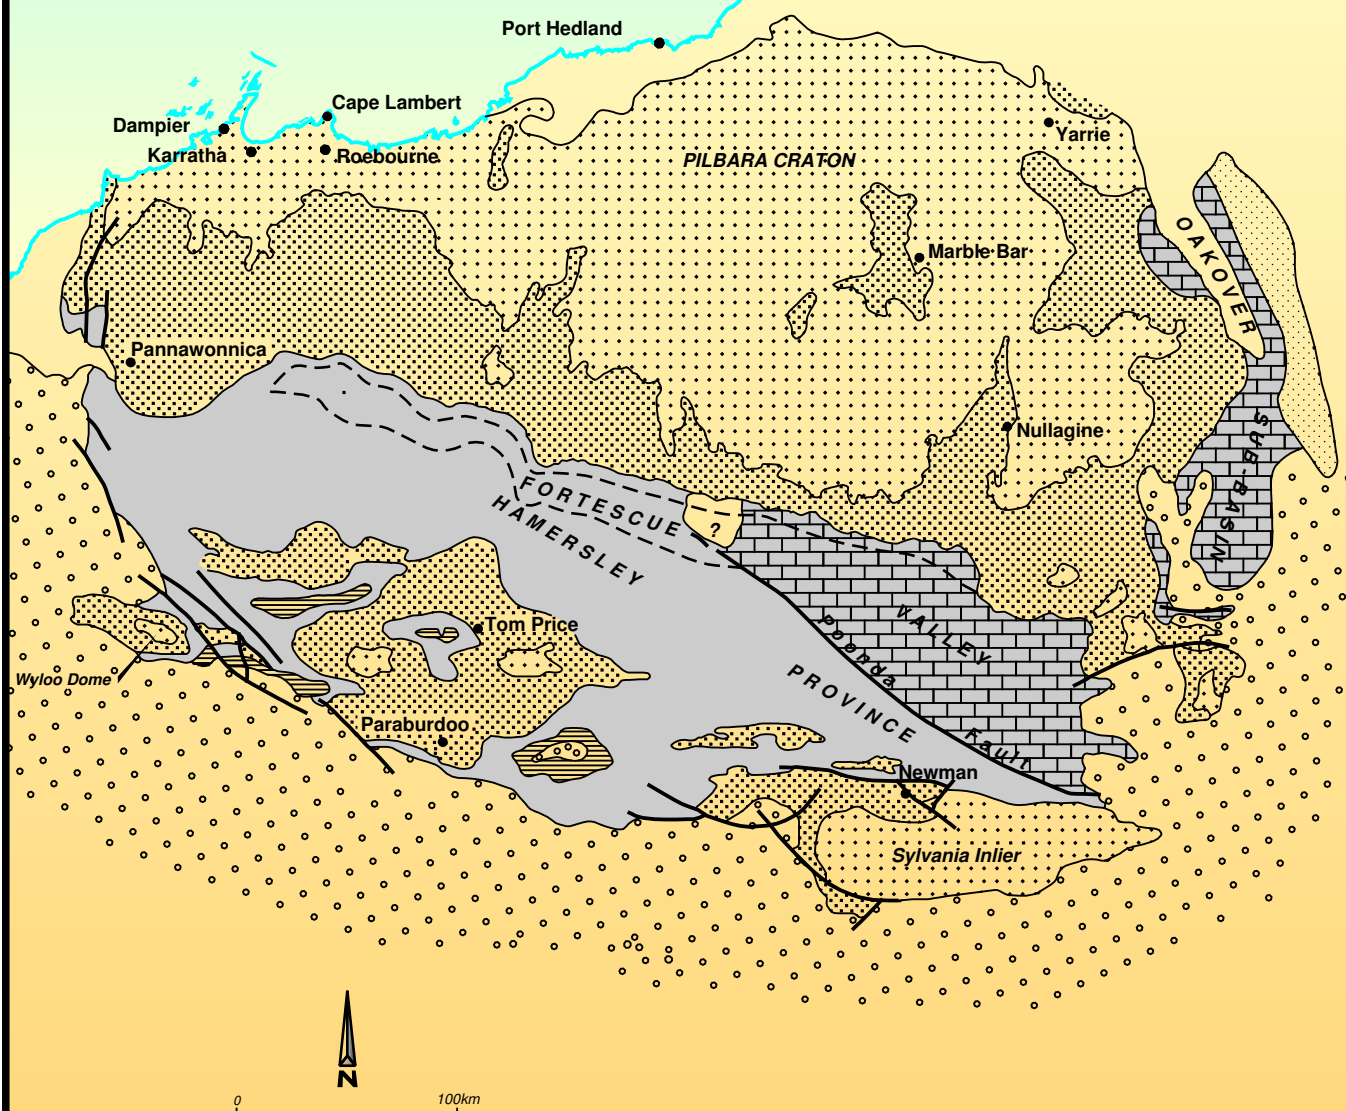 Port Hedland
Cape Lambert
Dampier
Karratha
Roebourne
Yarrie
PILBARA CRATON
OAKOVER
Marble Bar
Pannawonnica
Nullagine
SUB-BASIN
FORTESCUE
HAMERSLEY
?
VALLEY
Poonda
Tom Price
Wyloo Dome
PROVINCE
Paraburdoo
Fault
Newman
Sylvania Inlier
N
0
100km